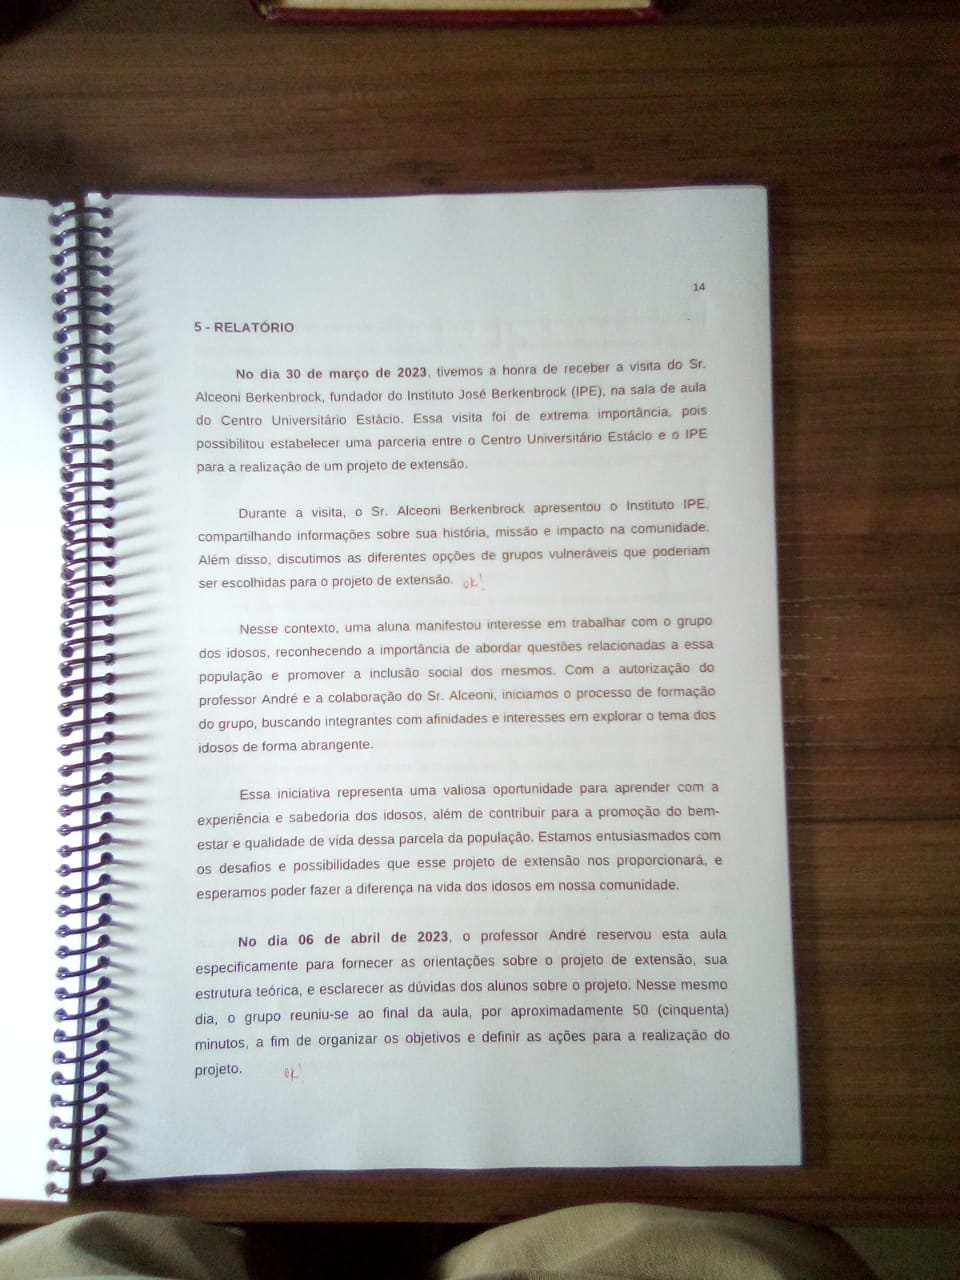 14
5 - RELATÓRIO
No dia 30 de março de 2023, tivemos a honra de receber a visita do Sr.
Alceoni Berkenbrock, fundador do Instituto José Berkenbrock (IPE), na sala de aula
do Centro Universitário Estácio. Essa visita foi de extrema importância, pois
possibilitou estabelecer uma parceria entre o Centro Universitário Estácio e o IPE
para a realização de um projeto de extensão.
Durante a visita, o Sr. Alceoni Berkenbrock apresentou o Instituto IPE,
compartilhando informações sobre sua história, missão e impacto na comunidade.
Além disso, discutimos as diferentes opções de grupos vulneráveis que poderiam
ser escolhidas para o projeto de extensão. ok!
Nesse contexto, uma aluna manifestou interesse em trabalhar com o grupo
dos idosos, reconhecendo a importância de abordar questões relacionadas a essa
população e promover a inclusão social dos mesmos. Com a autorização do
professor André e a colaboração do Sr. Alceoni, iniciamos o processo de formação
do grupo, buscando integrantes com afinidades e interesses em explorar o tema dos
idosos de forma abrangente.
Essa iniciativa representa uma valiosa oportunidade para aprender com a
experiência e sabedoria dos idosos, além de contribuir para a promoção do bem-
estar e qualidade de vida dessa parcela da população. Estamos entusiasmados com
os desafios e possibilidades que esse projeto de extensão nos proporcionará, e
esperamos poder fazer a diferença na vida dos idosos em nossa comunidade.
No dia 06 de abril de 2023, o professor André reservou esta aula
especificamente para fornecer as orientações sobre o projeto de extensão, sua
estrutura teórica, e esclarecer as dúvidas dos alunos sobre o projeto. Nesse mesmo
dia, o grupo reuniu-se ao final da aula, por aproximadamente 50 (cinquenta)
minutos, a fim de organizar os objetivos e definir as ações para a realização do
projeto. ok!